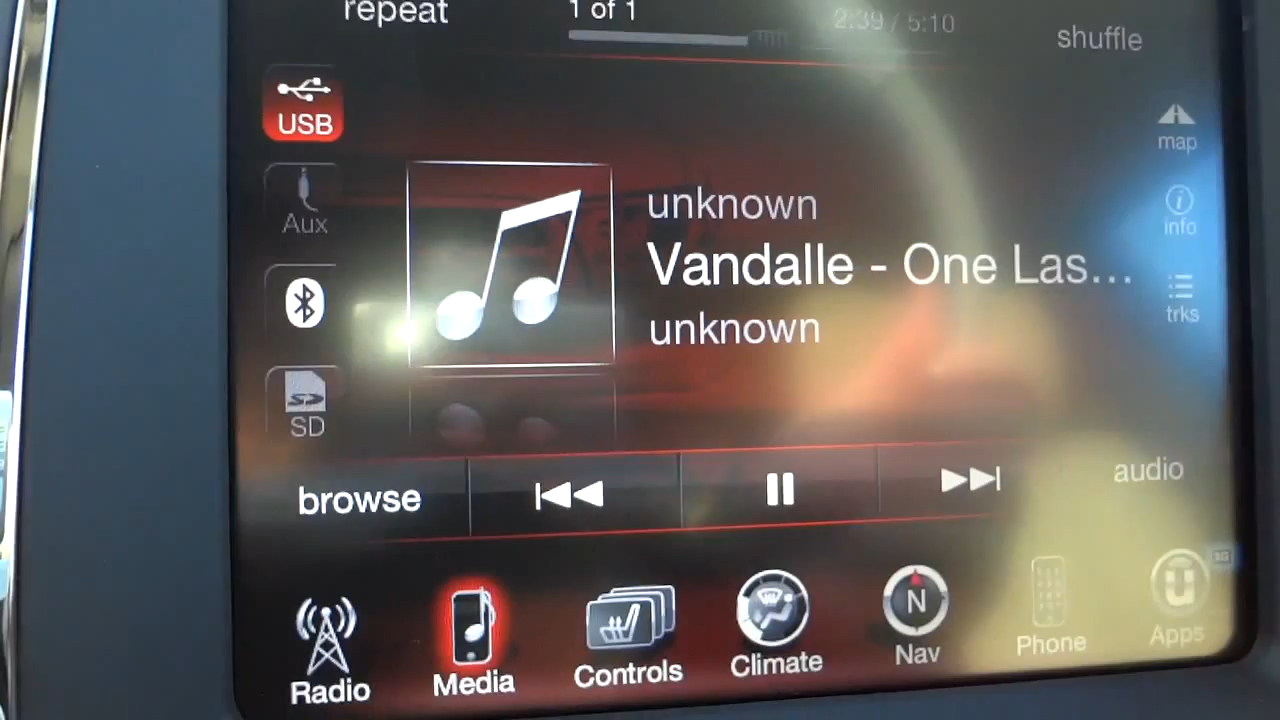 repeat
1 of 1
2:39 / 5:10
shuffle
USB
map
Aux
unknown
info
Vandalle - One Las...
trks
unknown
SD
browse
audio
N
3G
Radio
Media
Controls
Climate
Nav
Phone
Apps